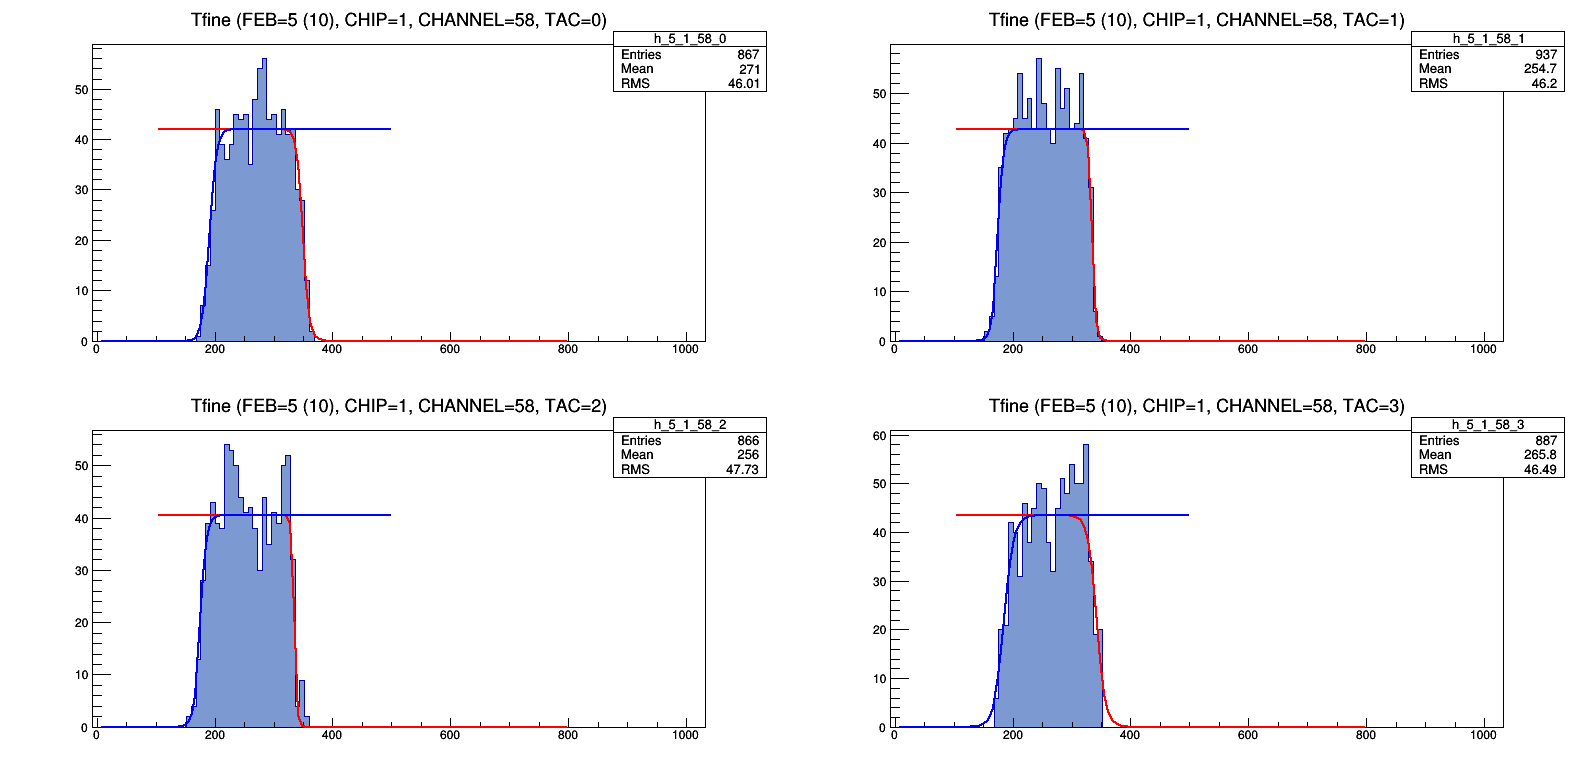 Tfine (FEB=5 (10), CHIP=1, CHANNEL=58, TAC=0)
h_5_1_58_0
Entries 867
Mean 271
RMS 46.01
50
40
30
20
10
0
0 200 400 600 800 1000
Tfine (FEB=5 (10), CHIP=1, CHANNEL=58, TAC=1)
h_5_1_58_1
Entries 937
Mean 254.7
RMS 46.2
50
40
30
20
10
0
0 200 400 600 800 1000
Tfine (FEB=5 (10), CHIP=1, CHANNEL=58, TAC=2)
h_5_1_58_2
Entries 866
Mean 256
RMS 47.73
50
40
30
20
10
0
0 200 400 600 800 1000
Tfine (FEB=5 (10), CHIP=1, CHANNEL=58, TAC=3)
h_5_1_58_3
Entries 887
Mean 265.8
RMS 46.49
60
50
40
30
20
10
0
0 200 400 600 800 1000